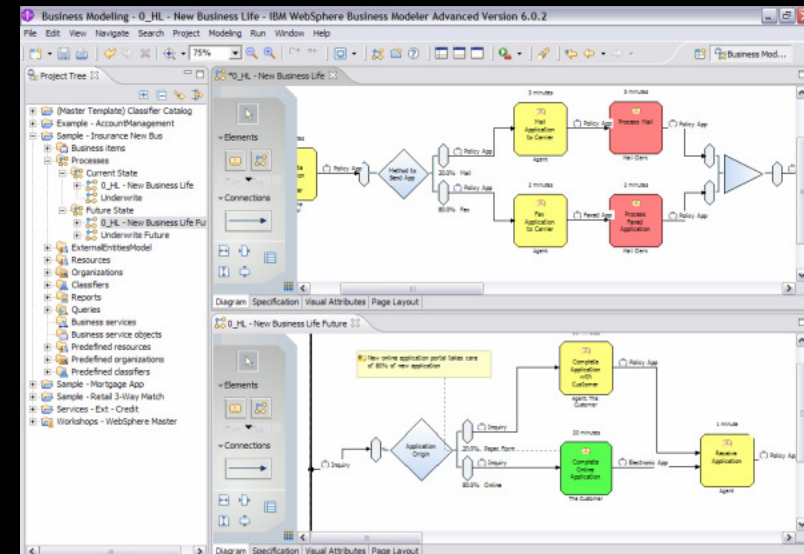 Business Modeling - 0_HL - New Business Life - IBM WebSphere Business Modeler Advanced Version 6.0.2
File Edit View Navigate Search Project Modeling Run Window Help
75%
Business Mod...
Project Tree
(Master Template) Classifier Catalog
Example - AccountManagement
Sample - Insurance New Bus
Business items
Processes
Current State
0_HL - New Business Life
Underwrite
Future State
0_HL - New Business Life Fu
Underwrite Future
ExternalEntitiesModel
Resources
Organizations
Classifiers
Reports
Queries
Business services
Business service objects
Predefined resources
Predefined organizations
Predefined classifiers
Sample - Mortgage App
Sample - Retail 3-Way Match
Services - Ext - Credit
Workshops - WebSphere Master
*0_HL - New Business Life
Elements
Connections
Policy App
Method to Send App
Policy App
20.0% Mail
Policy App
80.0% Fax
3 minutes
Mail Application to Carrier
Agent
Policy App
5 minutes
Process Mail
Mail Clerk
Policy App
2 minutes
Fax Application to Carrier
Agent
Faxed App
2 minutes
Process Faxed Application
Mail Clerk
Policy App
Diagram Specification Visual Attributes Page Layout
0_HL - New Business Life Future
Elements
Connections
New online application portal takes care
of 80% of new application
Inquiry
Application Origin
Inquiry
20.0% Paper Form
Inquiry
80.0% Online
Complete Application with Customer
Agent, The Customer
Policy App
Complete Online Application
The Customer
Electronic App
1 minute
Receive Application
Agent
Policy Ap
Diagram Specification Visual Attributes Page Layout